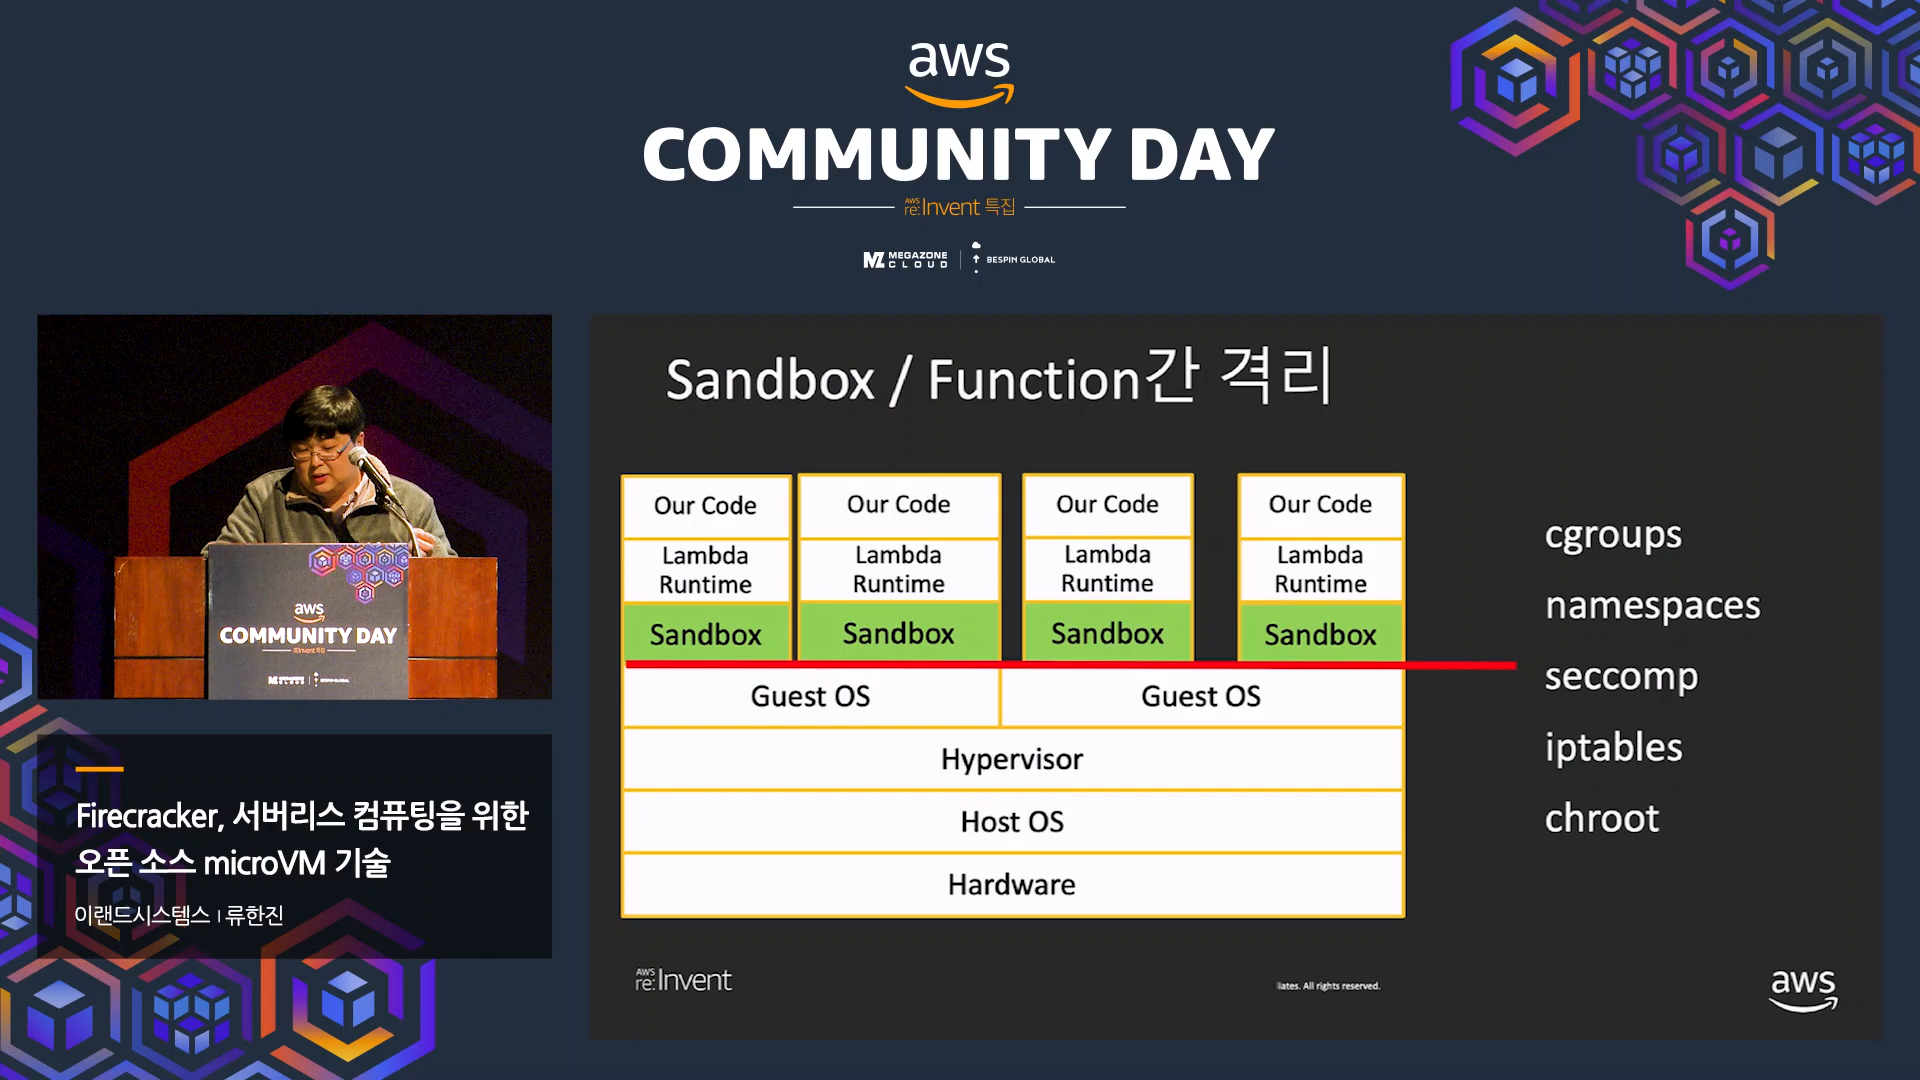 aws
COMMUNITY DAY
AWS re:Invent 특집
MEGAZONE CLOUD
BESPIN GLOBAL
aws
COMMUNITY DAY
Firecracker, 서버리스 컴퓨팅을 위한
오픈 소스 microVM 기술
이랜드시스템스 | 류한진
Sandbox / Function간 격리
Our Code
Our Code
Our Code
Our Code
Lambda Runtime
Lambda Runtime
Lambda Runtime
Lambda Runtime
Sandbox
Sandbox
Sandbox
Sandbox
Guest OS
Guest OS
Hypervisor
Host OS
Hardware
cgroups
namespaces
seccomp
iptables
chroot
AWS re:Invent
liates. All rights reserved.
aws